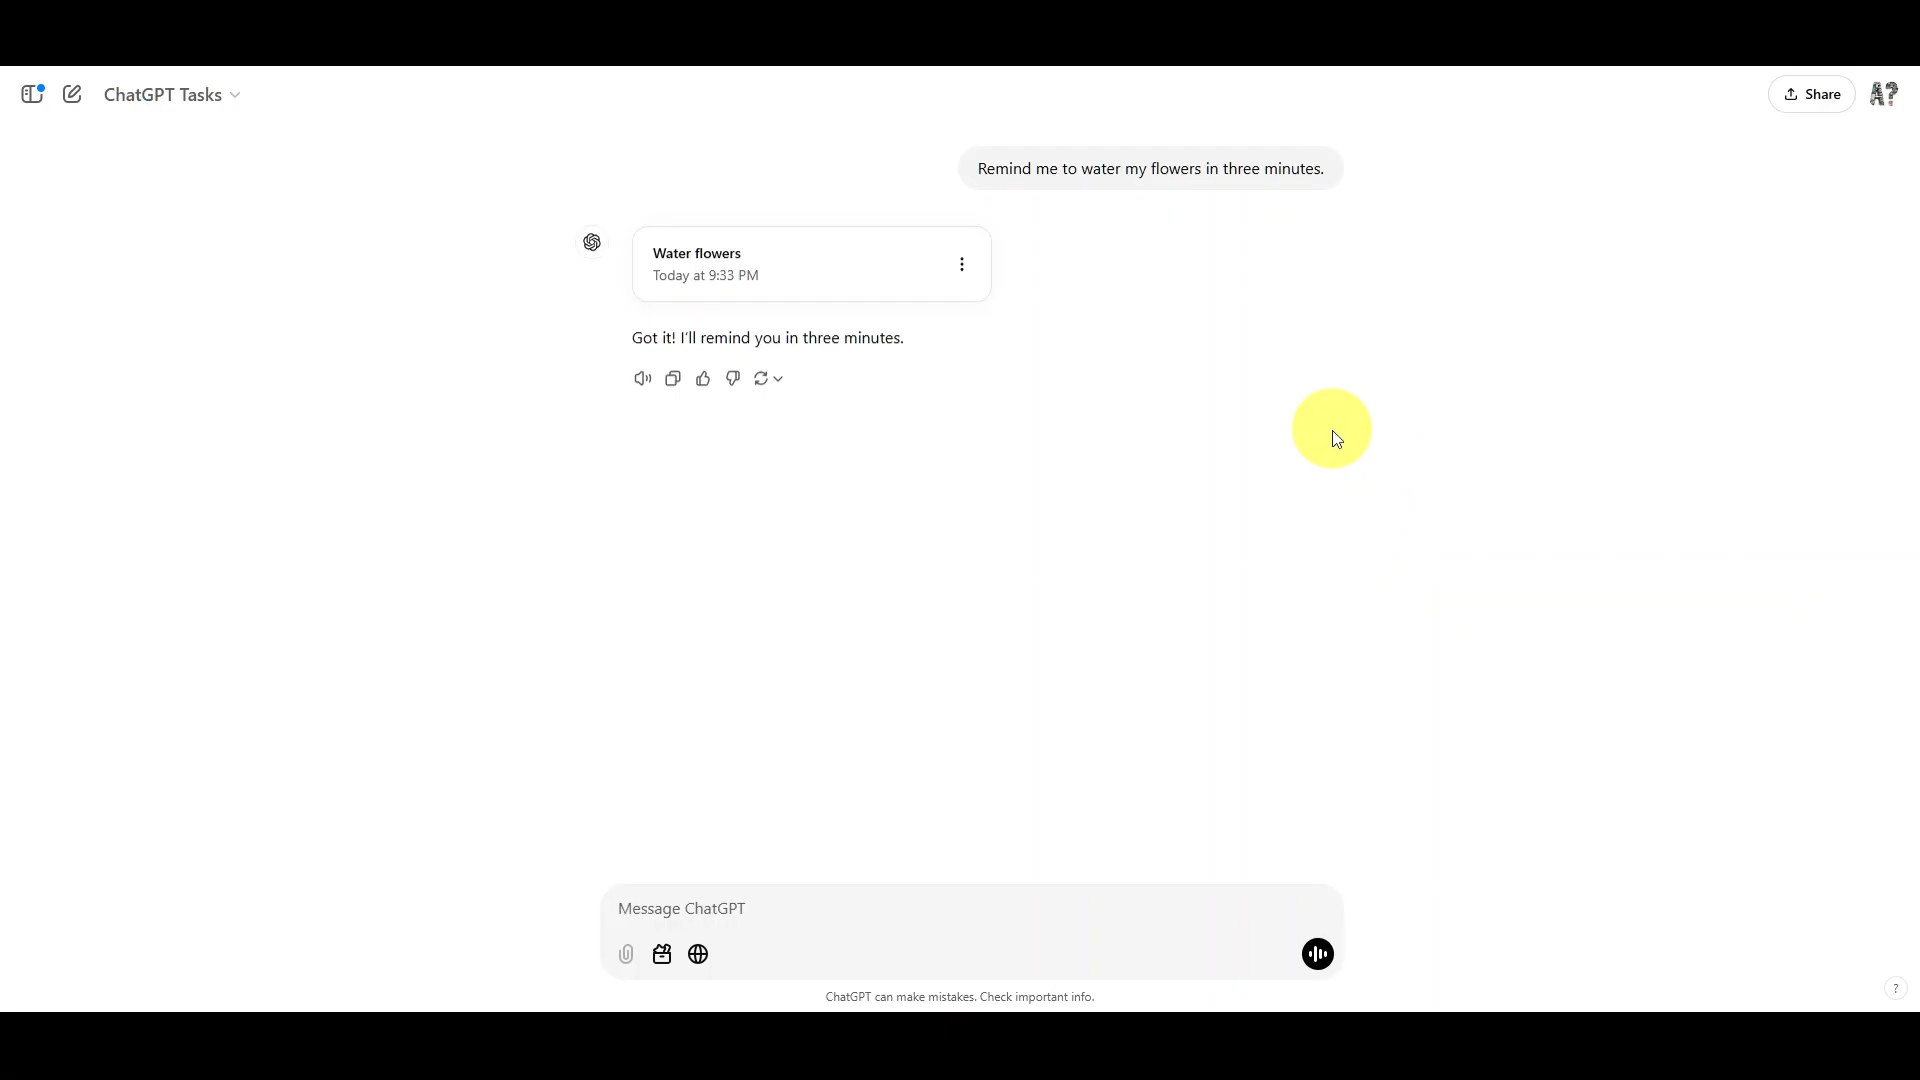 ChatGPT Tasks
Share
A?
Remind me to water my flowers in three minutes.
Water flowers
Today at 9:33 PM
Got it! I'll remind you in three minutes.
Message ChatGPT
ChatGPT can make mistakes. Check important info.
?